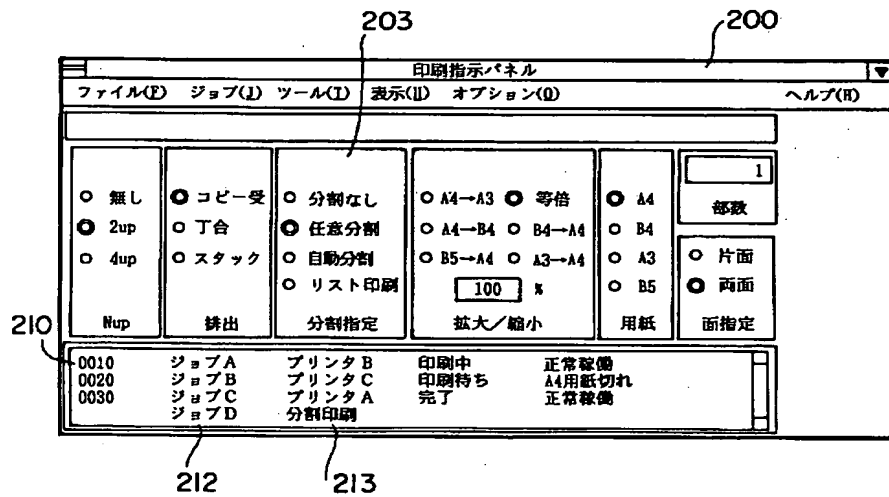 203
200
印刷指示パネル
ファイル(F) ジョブ(J) ツール(T) 表示(U) オプション(O) ヘルプ(H)
無し
2up
4up
Nup
コピー受
丁合
スタック
排出
分割なし
任意分割
自動分割
リスト印刷
分割指定
A4→A3 等倍
A4→B4 B4→A4
B5→A4 A3→A4
100 %
拡大/縮小
A4
B4
A3
B5
用紙
1
部数
片面
両面
面指定
210
0010 ジョブA プリンタB 印刷中 正常稼働
0020 ジョブB プリンタC 印刷待ち A4用紙切れ
0030 ジョブC プリンタA 完了 正常稼働
ジョブD 分割印刷
212
213